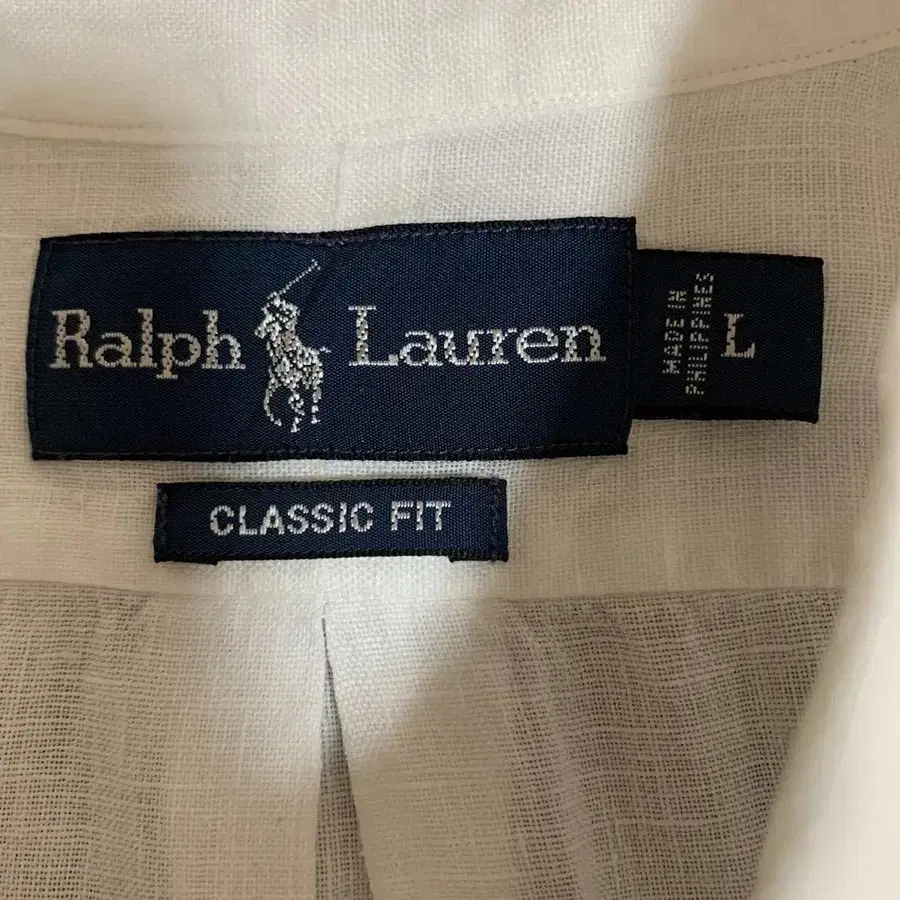 Ralph Lauren
MADE IN
PHILIPPINES
L
CLASSIC FIT